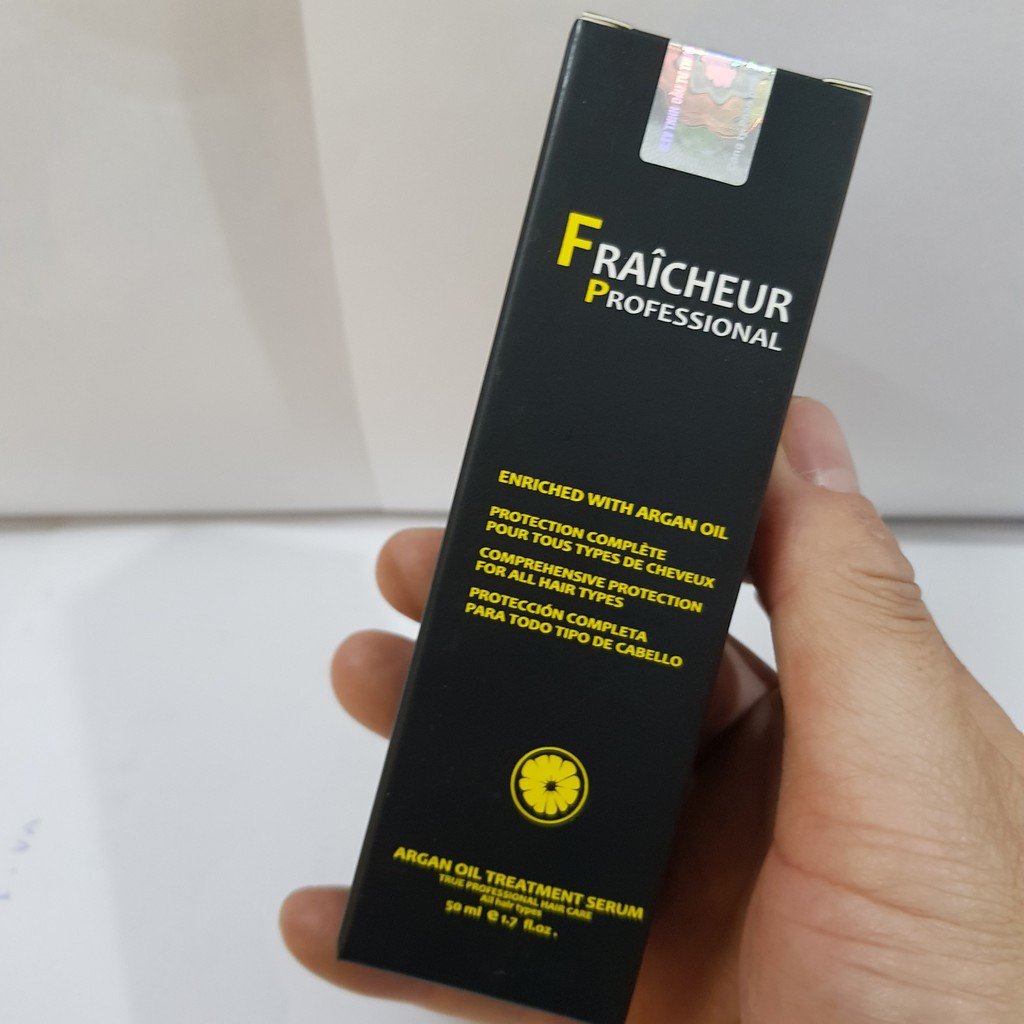 FRAÎCHEUR
PROFESSIONAL
ENRICHED WITH ARGAN OIL
PROTECTION COMPLÈTE
POUR TOUS TYPES DE CHEVEUX
COMPREHENSIVE PROTECTION
FOR ALL HAIR TYPES
PROTECCIÓN COMPLETA
PARA TODO TIPO DE CABELLO
ARGAN OIL TREATMENT SERUM
TRUE PROFESSIONAL HAIR CARE
All hair types
50 ml e 1.7 fl.oz.